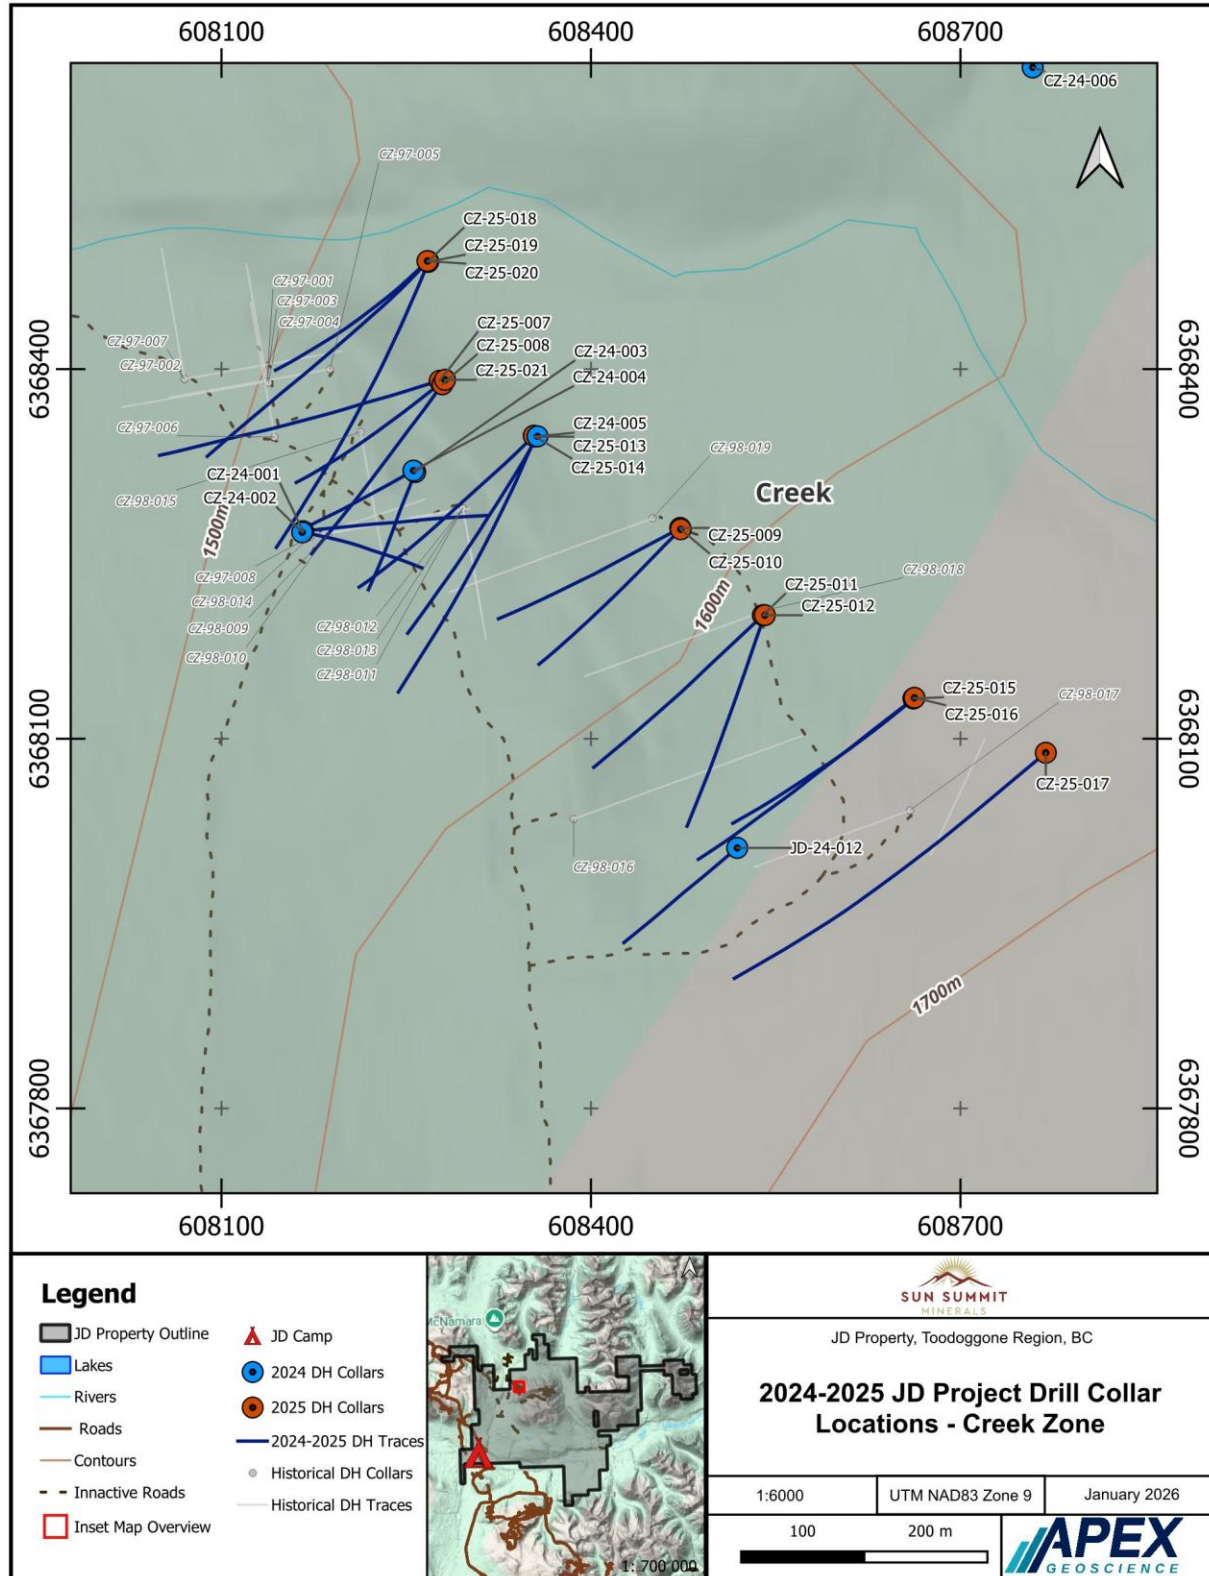 608100
608400
608700
CZ-24-006
CZ-97-005
CZ-25-018
CZ-25-019
CZ-25-020
CZ-97-001
CZ-97-003
CZ-97-004
CZ-25-007
CZ-25-008
CZ-25-021
CZ-97-007
CZ-97-002
CZ-24-003
CZ-24-004
6368400
6368400
CZ-97-006
CZ-24-005
CZ-25-013
CZ-25-014
CZ-98-019
CZ-24-001
CZ-24-002
CZ-98-015
Creek
1500m
CZ-25-009
CZ-25-010
CZ-97-008
CZ-98-014
CZ-98-009
CZ-98-010
CZ-98-012
CZ-98-013
CZ-98-011
1600m
CZ-25-011
CZ-25-012
CZ-98-018
CZ-25-015
CZ-25-016
CZ-98-017
6368100
6368100
CZ-25-017
JD-24-012
CZ-98-016
1700m
6367800
6367800
608100
608400
608700
Legend
JD Property Outline
Lakes
Rivers
Roads
Contours
Innactive Roads
Inset Map Overview
JD Camp
2024 DH Collars
2025 DH Collars
2024-2025 DH Traces
Historical DH Collars
Historical DH Traces
McNamara
1: 700 000
SUN SUMMIT
MINERALS
JD Property, Toodoggone Region, BC
2024-2025 JD Project Drill Collar
Locations - Creek Zone
1:6000
UTM NAD83 Zone 9
January 2026
100
200 m
APEX
GEOSCIENCE